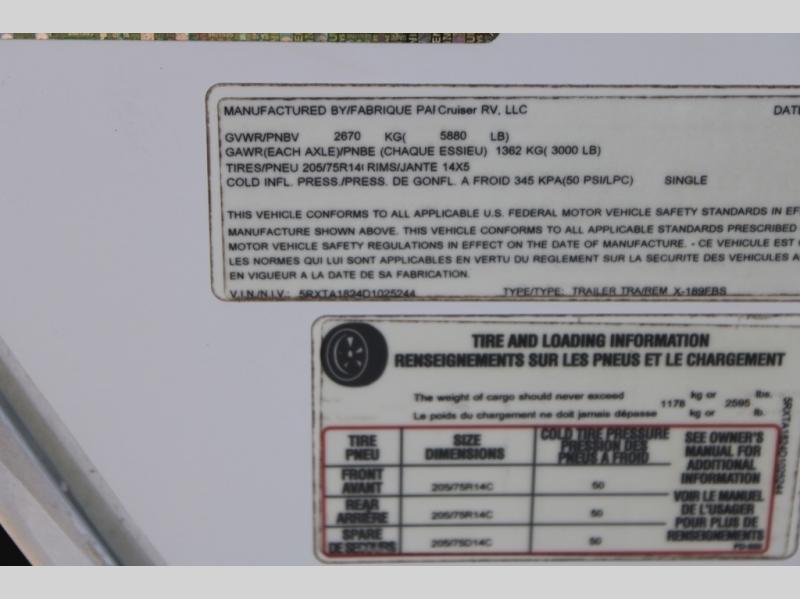 MANUFACTURED BY/FABRIQUE PAR Cruiser RV, LLC DATE
GVWR/PNBV 2670 KG( 5880 LB)
GAWR(EACH AXLE)/PNBE (CHAQUE ESSIEU) 1362 KG( 3000 LB)
TIRES/PNEU 205/75R14( RIMS/JANTE 14X5
COLD INFL. PRESS./PRESS. DE GONFL. A FROID 345 KPA(50 PSI/LPC) SINGLE
THIS VEHICLE CONFORMS TO ALL APPLICABLE U.S. FEDERAL MOTOR VEHICLE SAFETY STANDARDS IN EF
MANUFACTURE SHOWN ABOVE. THIS VEHICLE CONFORMS TO ALL APPLICABLE STANDARDS PRESCRIBED
MOTOR VEHICLE SAFETY REGULATIONS IN EFFECT ON THE DATE OF MANUFACTURE. - CE VEHICULE EST
LES NORMES QUI LUI SONT APPLICABLES EN VERTU DU REGLEMENT SUR LA SECURITE DES VEHICULES A
EN VIGUEUR A LA DATE DE SA FABRICATION.
V.I.N./N.I.V.: 5RXTA1824D1025244 TYPE/TYPE: TRAILER TRA/REM X-189FBS
TIRE AND LOADING INFORMATION
RENSEIGNEMENTS SUR LES PNEUS ET LE CHARGEMENT
The weight of cargo should never exceed 1178 kg or 2595 lbs.
Le poids du chargement ne doit jamais dépasse kg or lb.
TIRE PNEU
SIZE DIMENSIONS
COLD TIRE PRESSURE
PRESSION DES
PNEUS A FROID
SEE OWNER'S
MANUAL FOR
ADDITIONAL
INFORMATION
FRONT AVANT 205/75R14C 50
REAR ARRIÈRE 205/75R14C 50
SPARE DE SECOURS 205/75D14C 50
VOIR LE MANUEL
DE L'USAGER
POUR PLUS DE
RENSEIGNEMENTS
5RXTA1824D1025244